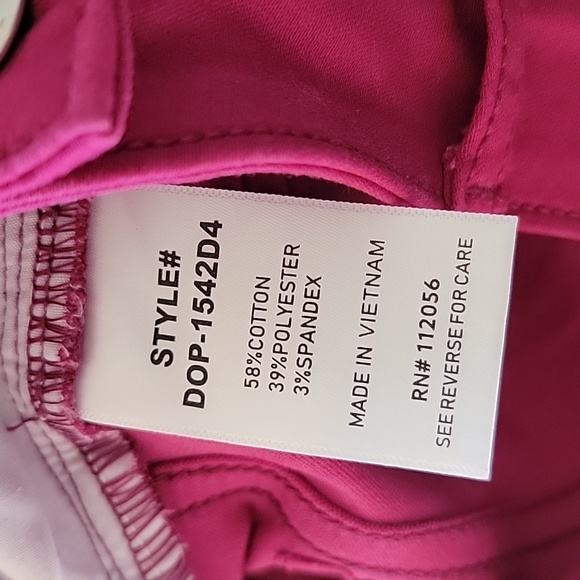 STYLE#
DOP-1542D4
58%COTTON
39%POLYESTER
3%SPANDEX
MADE IN VIETNAM
RN# 112056
SEE REVERSE FOR CARE